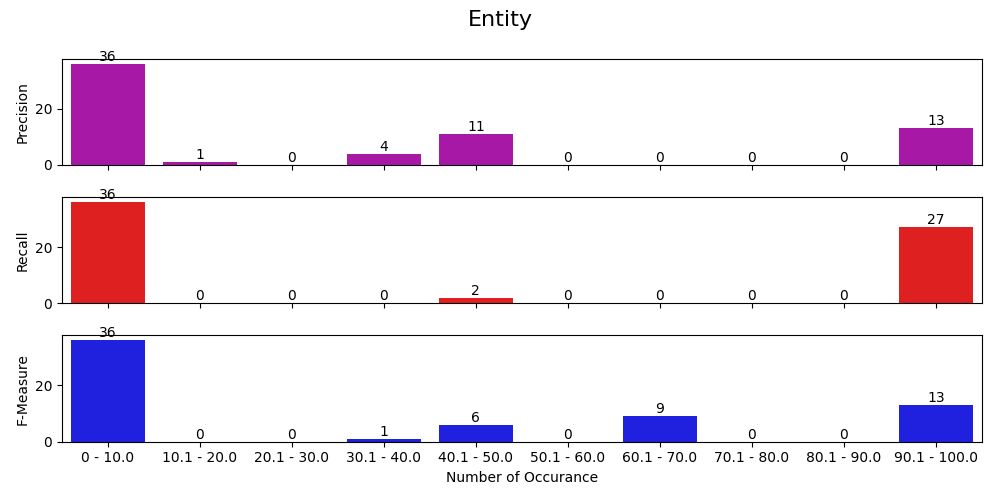 Entity
36 1 0 4 11 0 0 0 0 13
20
0
Precision
36 0 0 0 2 0 0 0 0 27
20
0
Recall
36 0 0 1 6 0 9 0 0 13
20
0
F-Measure
0 - 10.0 10.1 - 20.0 20.1 - 30.0 30.1 - 40.0 40.1 - 50.0 50.1 - 60.0 60.1 - 70.0 70.1 - 80.0 80.1 - 90.0 90.1 - 100.0
Number of Occurance